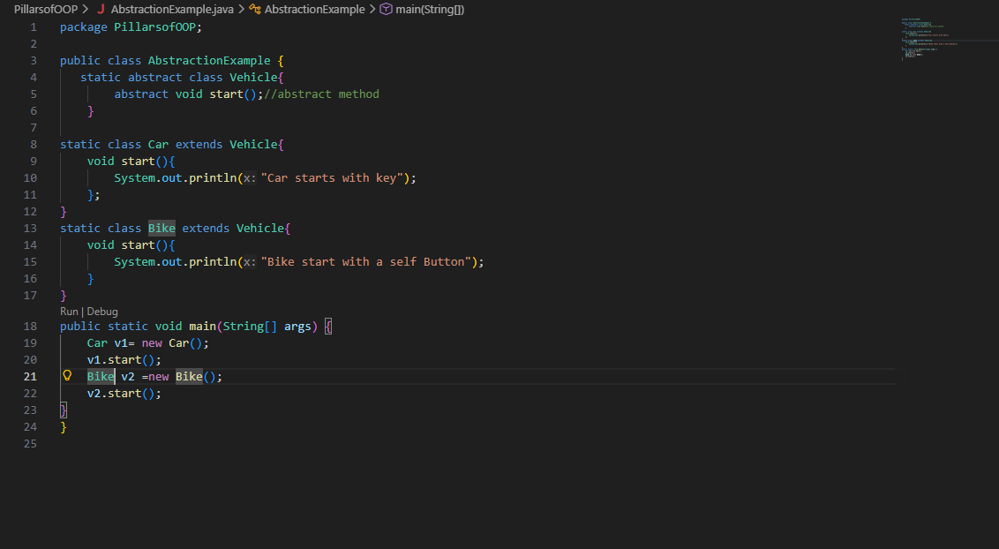 PillarsofOOP > J AbstractionExample.java > AbstractionExample > main(String[])
1 package PillarsofOOP;
2
3 public class AbstractionExample {
4 static abstract class Vehicle{
5 abstract void start();//abstract method
6 }
7
8 static class Car extends Vehicle{
9 void start(){
10 System.out.println(x: "Car starts with key");
11 };
12 }
13 static class Bike extends Vehicle{
14 void start(){
15 System.out.println(x: "Bike start with a self Button");
16 }
17 }
Run | Debug
18 public static void main(String[] args) {
19 Car v1= new Car();
20 v1.start();
21 Bike v2 =new Bike();
22 v2.start();
23 }
24 }
25